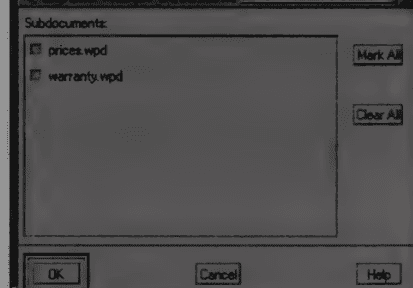 Subdocuments:
prices.wpd
warranty.wpd
Mark All
Clear All
OK
Cancel
Help